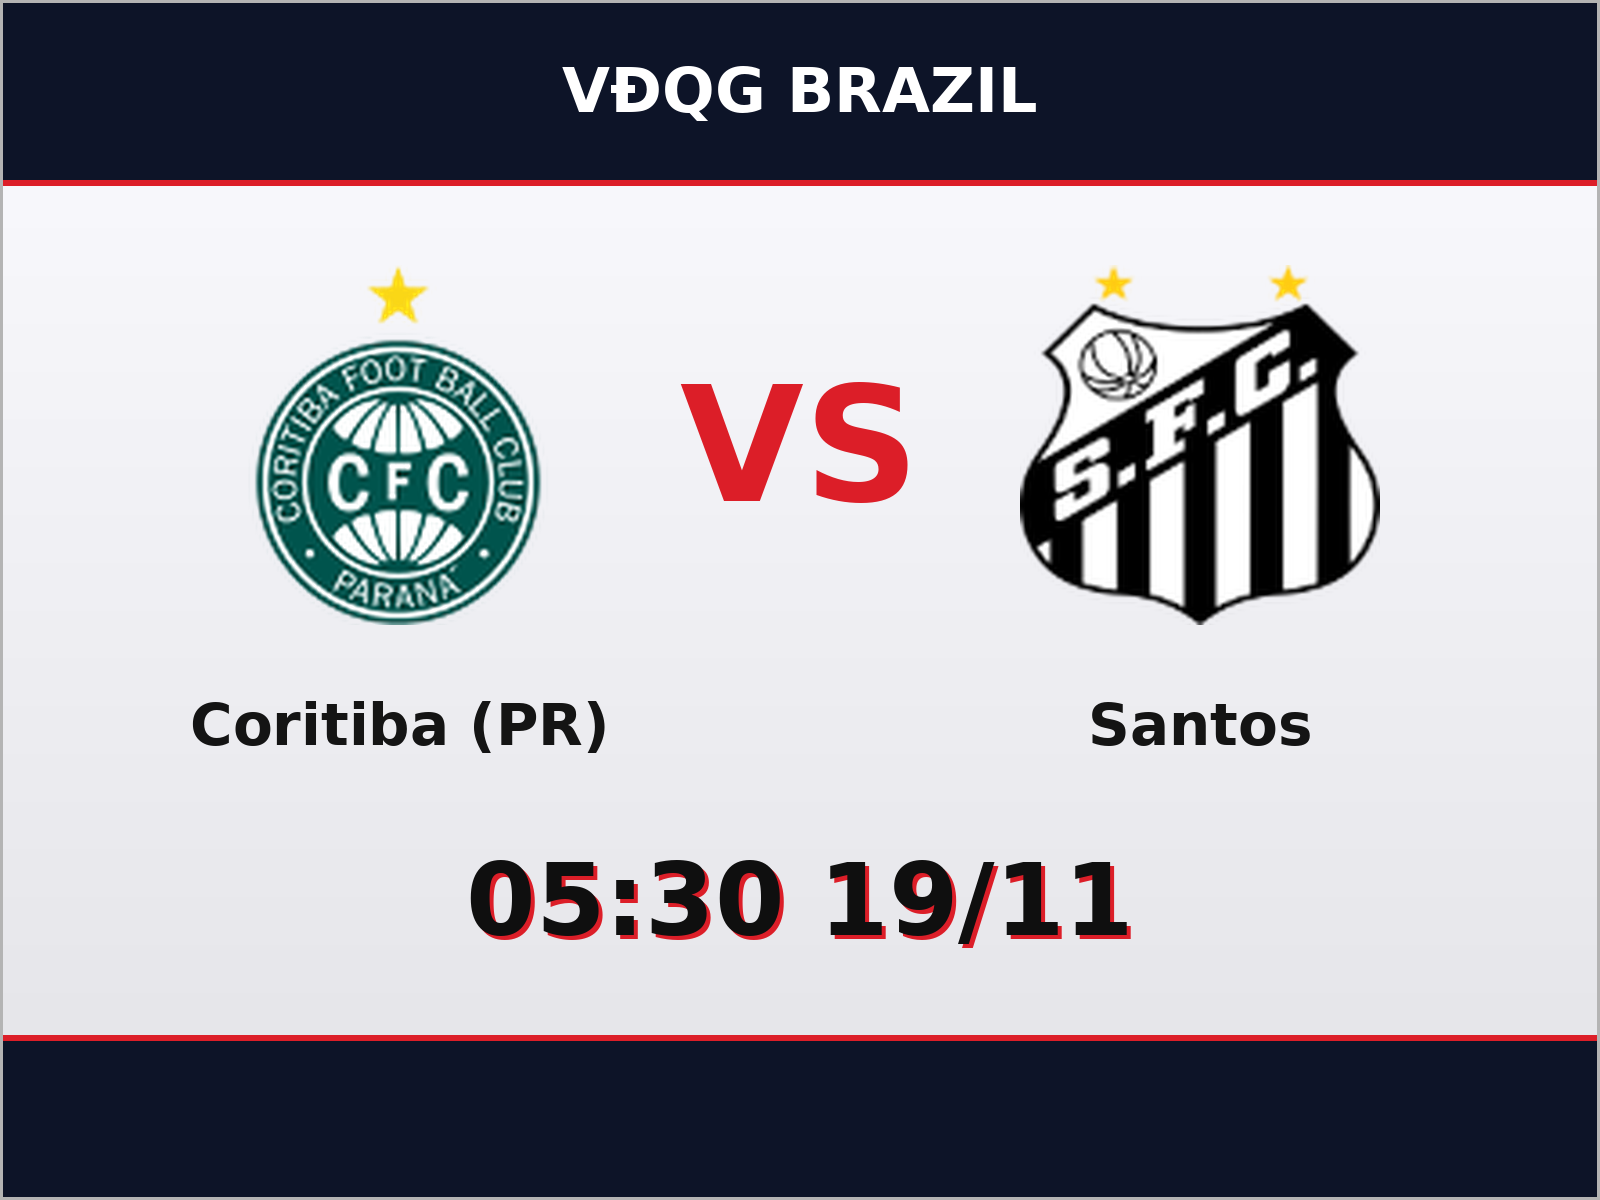 VĐQG BRAZIL
CORITIBA FOOT BALL CLUB
CFC
PARANÁ
VS
S.F.C.
Coritiba (PR)
Santos
05:30 19/11